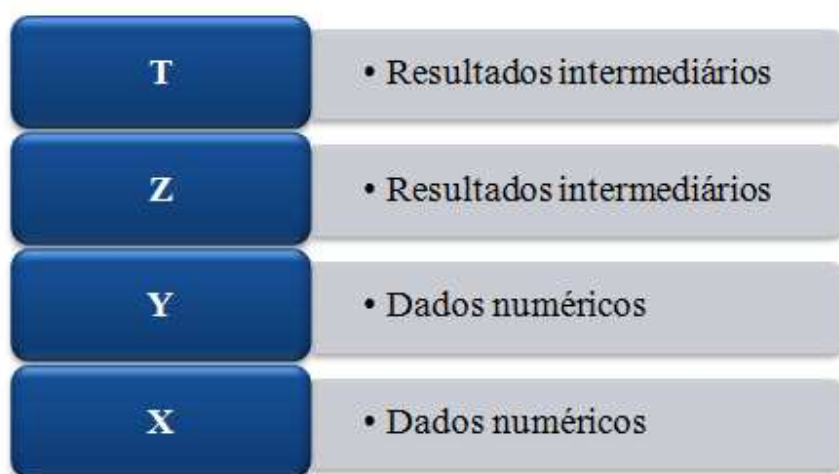 T • Resultados intermediários
Z • Resultados intermediários
Y • Dados numéricos
X • Dados numéricos